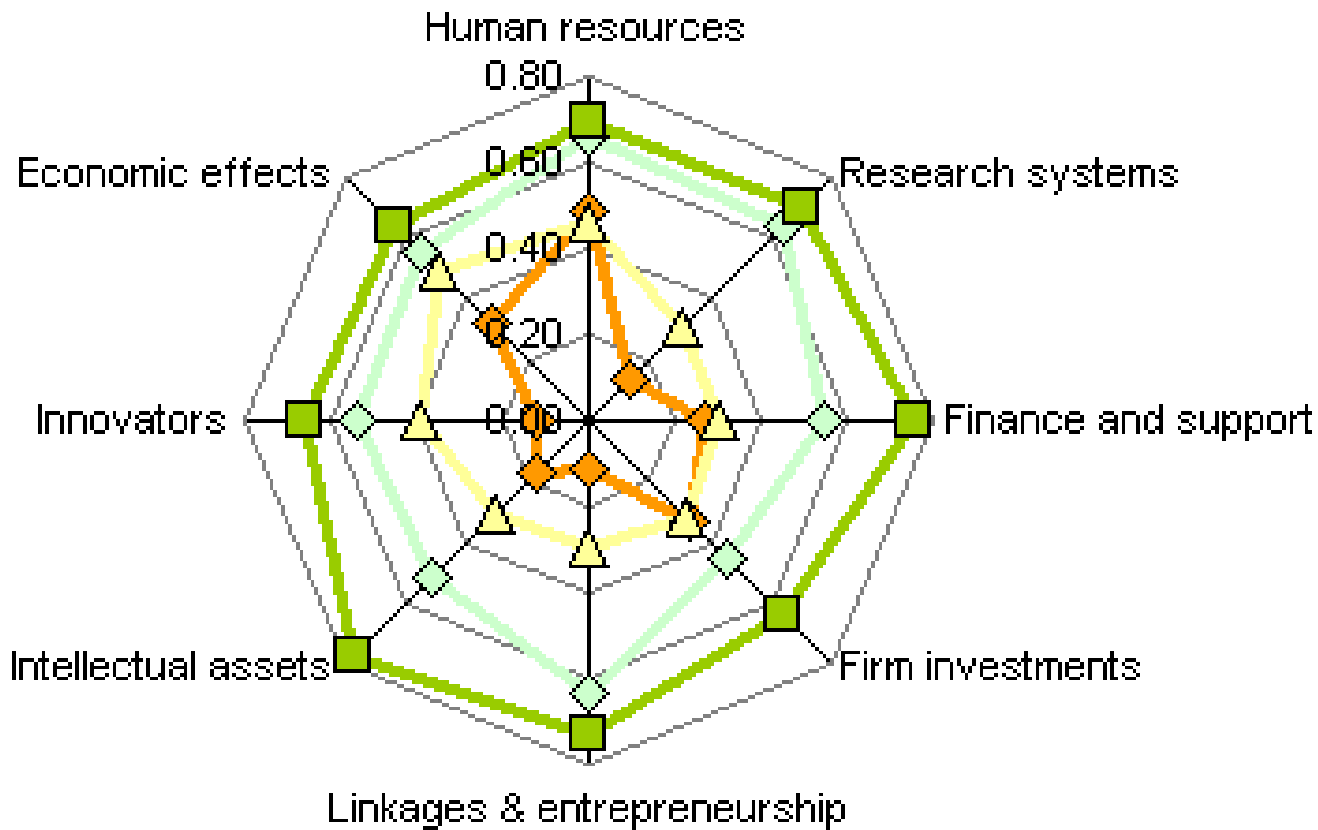 Human resources
0.80
Economic effects
0.60
Research systems
0.40
0.20
Innovators
0.00
Finance and support
Intellectual assets
Firm investments
Linkages & entrepreneurship